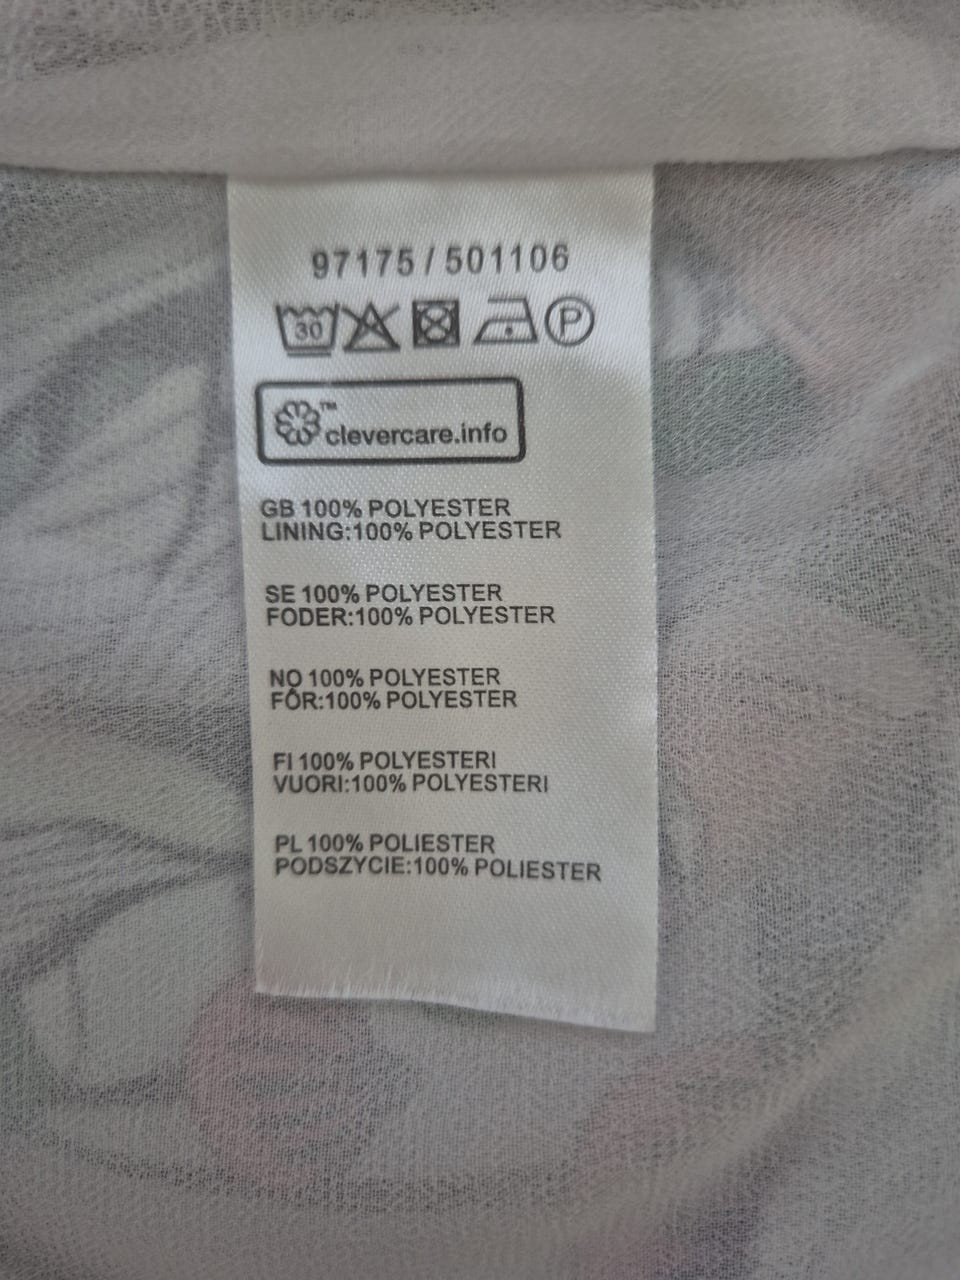 97175 / 501106
30 P
™
clevercare.info
GB 100% POLYESTER
LINING:100% POLYESTER
SE 100% POLYESTER
FODER:100% POLYESTER
NO 100% POLYESTER
FÔR:100% POLYESTER
FI 100% POLYESTERI
VUORI:100% POLYESTERI
PL 100% POLIESTER
PODSZYCIE:100% POLIESTER